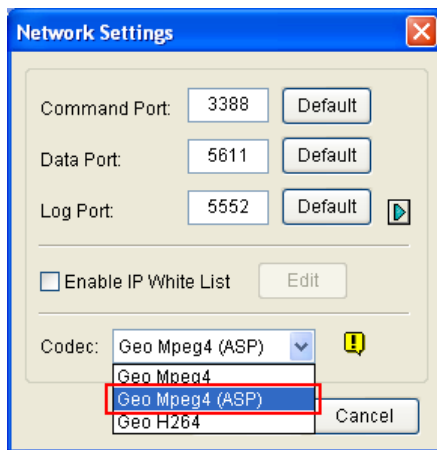 Network Settings
Command Port: 3388 Default
Data Port: 5611 Default
Log Port: 5552 Default
Enable IP White List Edit
Codec: Geo Mpeg4 (ASP)
Geo Mpeg4
Geo Mpeg4 (ASP)
Geo H264
Cancel